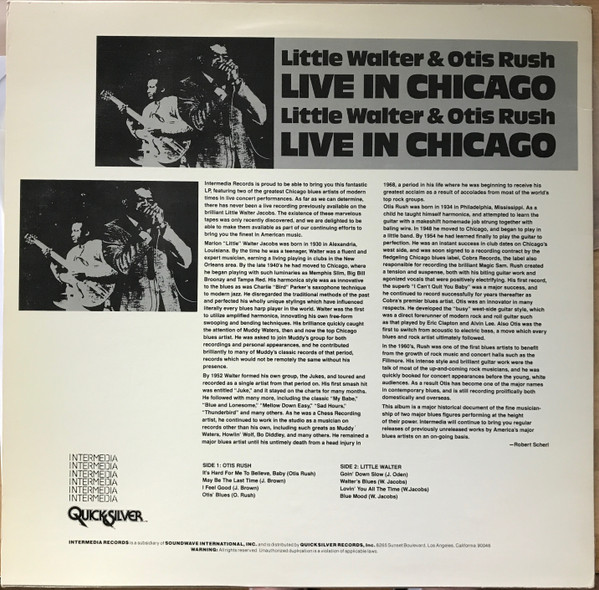 Little Walter & Otis Rush
LIVE IN CHICAGO
Little Walter & Otis Rush
LIVE IN CHICAGO
Intermedia Records is proud to be able to bring you this fantastic
LP, featuring two of the greatest Chicago blues artists of modern
times in live concert performances. As far as we can determine,
there has never been a live recording previously available on the
brilliant Little Walter Jacobs. The existence of these marvelous
tapes was only recently discovered, and we are delighted to be
able to make them available as part of our continuing efforts to
bring you the finest in American music.
Marion "Little" Walter Jacobs was born in 1930 in Alexandria,
Louisiana. By the time he was a teenager, Walter was a fluent and
expert musician, earning a living playing in clubs in the New
Orleans area. By the late 1940's he had moved to Chicago, where
he began playing with such luminaries as Memphis Slim, Big Bill
Broonzy and Tampa Red. His harmonica style was as innovative
to the blues as was Charlie "Bird" Parker's saxophone technique
to modern jazz. He disregarded the traditional methods of the past
and perfected his wholly unique stylings which have influenced
literally every blues harp player in the world. Walter was the first
to utilize amplified harmonica, innovating his own free-form
swooping and bending techniques. His brilliance quickly caught
the attention of Muddy Waters, then and now the top Chicago
blues artist. He was asked to join Muddy's group for both
recordings and personal appearances, and he contributed
brilliantly to many of Muddy's classic records of that period,
records which would not be remotely the same without his
presence.
By 1952 Walter formed his own group, the Jukes, and toured and
recorded as a single artist from that period on. His first smash hit
was entitled "Juke," and it stayed on the charts for many months.
He followed with many more, including the classic "My Babe,"
"Blue and Lonesome," "Mellow Down Easy," "Sad Hours,"
"Thunderbird" and many others. As he was a Chess Recording
artist, he continued to work in the studio as a musician on
records other than his own, including such greats as Muddy
Waters, Howlin' Wolf, Bo Diddley, and many others. He remained a
major blues artist until his untimely death from a head injury in
1968, a period in his life where he was beginning to receive his
greatest acclaim as a result of accolades from most of the world's
top rock groups.
Otis Rush was born in 1934 in Philadelphia, Mississippi. As a
child he taught himself harmonica, and attempted to learn the
guitar with a makeshift homemade job strung together with
baling wire. In 1948 he moved to Chicago, and began to play in
a little band. By 1954 he had learned finally to play the guitar to
perfection. He was an instant success in club dates on Chicago's
west side, and was soon signed to a recording contract by the
fledgeling Chicago blues label, Cobra Records, the label also
responsible for recording the brilliant Magic Sam. Rush created
a tension and suspense, both with his biting guitar work and
agonized vocals that were positively electrifying. His first record,
the superb "I Can't Quit You Baby" was a major success, and
he continued to record successfully for years thereafter as
Cobra's premier blues artist. Otis was an innovator in many
respects. He developed the "busy" west-side guitar style, which
was a direct forerunner of modern rock and roll guitar such
as that played by Eric Clapton and Alvin Lee. Also Otis was the
first to switch from acoustic to electric bass, a move which every
blues and rock artist ultimately followed.
In the 1960's, Rush was one of the first blues artists to benefit
from the growth of rock music and concert halls such as the
Fillmore. His intense style and brilliant guitar work were the
talk of most of the up-and-coming rock musicians, and he was
quickly booked for concert appearances before the young, white
audiences. As a result Otis has become one of the major names
in contemporary blues, and is still recording prolifically both
domestically and overseas.
This album is a major historical document of the fine musician-
ship of two major blues figures performing at the height
of their power. Intermedia will continue to bring you regular
releases of previously unreleased works by America's major
blues artists on an on-going basis.
—Robert Scherl
SIDE 1: OTIS RUSH
It's Hard For Me To Believe, Baby (Otis Rush)
May Be The Last Time (J. Brown)
I Feel Good (J. Brown)
Otis' Blues (O. Rush)
SIDE 2: LITTLE WALTER
Goin' Down Slow (J. Oden)
Walter's Blues (W. Jacobs)
Lovin' You All The Time (W.Jacobs)
Blue Mood (W. Jacobs)
INTERMEDIA
INTERMEDIA
INTERMEDIA
INTERMEDIA
INTERMEDIA
INTERMEDIA
QUICKSILVER
INTERMEDIA RECORDS is a subsidiary of SOUNDWAVE INTERNATIONAL, INC. and is distributed by QUICKSILVER RECORDS, Inc. Sunset Boulevard, Los Angeles, California
WARNING: All rights reserved. Unauthorized duplication is a violation of applicable laws.